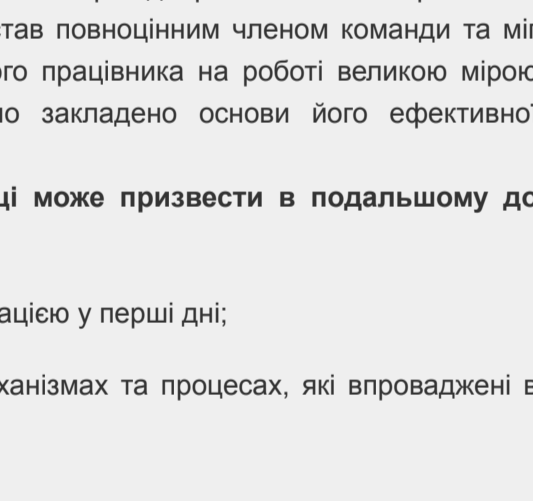 став повноцінним членом команди та мі
ого працівника на роботі великою мірою
но закладено основи його ефективної
ці може призвести в подальшому до
ацією у перші дні;
ханізмах та процесах, які впроваджені в